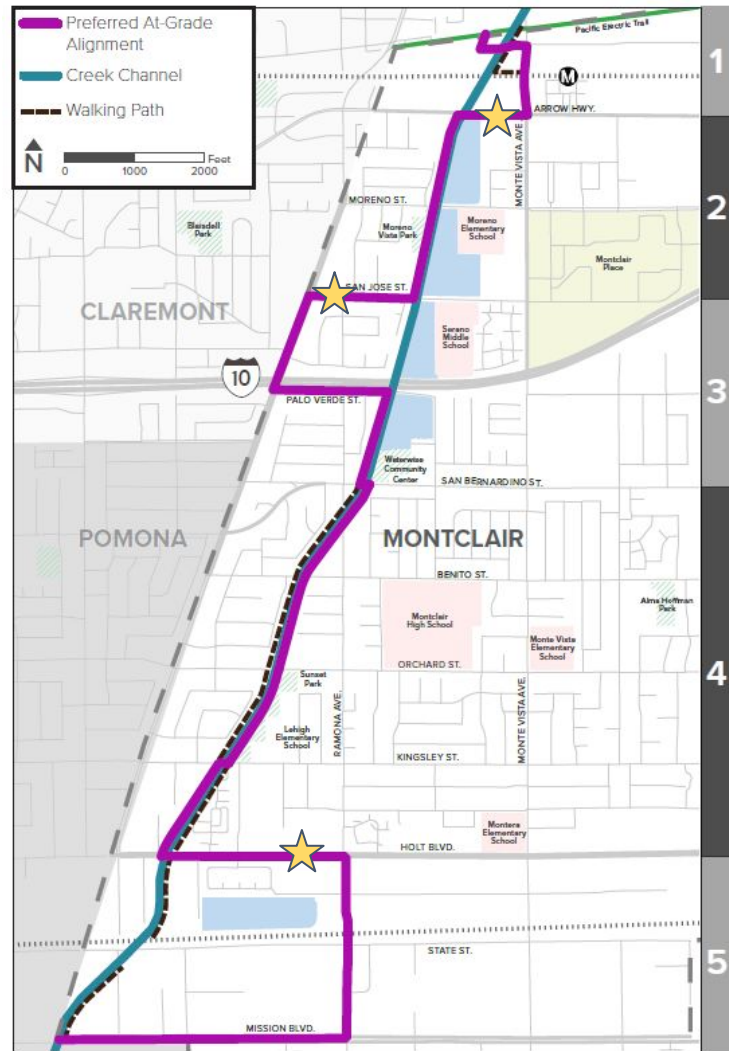 Preferred At-Grade
Alignment
Creek Channel
Walking Path
N
0 1000 2000 Feet
Pacific Electric Trail
1
M
ARROW HWY.
MONTE VISTA AVE
2
MORENO ST.
Blaisdell
Park
Moreno
Vista Park
Moreno
Elementary
School
Montclair
Place
SAN JOSE ST.
CLAREMONT
Serano
Middle
School
10
3
PALO VERDE ST.
Waterwise
Community
Center
SAN BERNARDINO ST.
POMONA
MONTCLAIR
BENITO ST.
Montclair
High School
Alma Hoffman
Park
Monte Vista
Elementary
School
ORCHARD ST.
4
Sunset
Park
RAMONA AVE.
MONTE VISTA AVE.
Lehigh
Elementary
School
KINGSLEY ST.
Montera
Elementary
School
HOLT BLVD.
STATE ST.
5
MISSION BLVD.